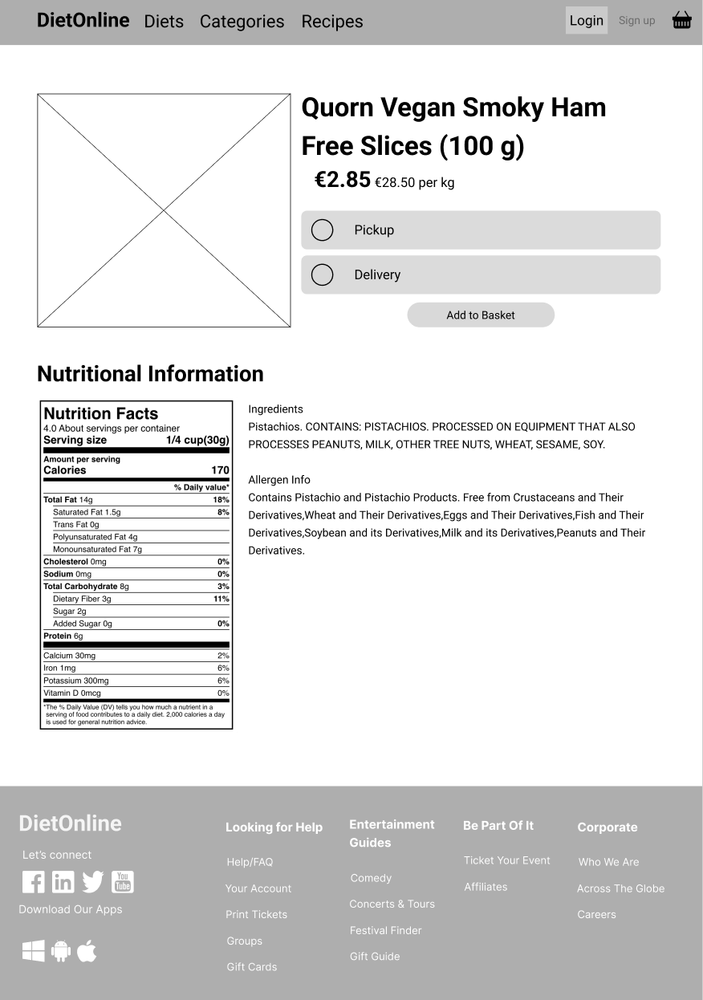 DietOnline Diets Categories Recipes Login Sign up
Quorn Vegan Smoky Ham
Free Slices (100 g)
€2.85 €28.50 per kg
Pickup
Delivery
Add to Basket
Nutritional Information
Nutrition Facts
4.0 About servings per container
Serving size 1/4 cup(30g)
Amount per serving
Calories 170
% Daily value*
Total Fat 14g 18%
Saturated Fat 1.5g 8%
Trans Fat 0g
Polyunsaturated Fat 4g
Monounsaturated Fat 7g
Cholesterol 0mg 0%
Sodium 0mg 0%
Total Carbohydrate 8g 3%
Dietary Fiber 3g 11%
Sugar 2g
Added Sugar 0g 0%
Protein 6g
Calcium 30mg 2%
Iron 1mg 6%
Potassium 300mg 6%
Vitamin D 0mcg 0%
*The % Daily Value (DV) tells you how much a nutrient in a
serving of food contributes to a daily diet. 2,000 calories a day
is used for general nutrition advice.
Ingredients
Pistachios. CONTAINS: PISTACHIOS. PROCESSED ON EQUIPMENT THAT ALSO
PROCESSES PEANUTS, MILK, OTHER TREE NUTS, WHEAT, SESAME, SOY.
Allergen Info
Contains Pistachio and Pistachio Products. Free from Crustaceans and Their
Derivatives,Wheat and Their Derivatives,Eggs and Their Derivatives,Fish and Their
Derivatives,Soybean and its Derivatives,Milk and its Derivatives,Peanuts and Their
Derivatives.
DietOnline
Let's connect
You
Tube
Download Our Apps
Looking for Help
Help/FAQ
Your Account
Print Tickets
Groups
Gift Cards
Entertainment
Guides
Comedy
Concerts & Tours
Festival Finder
Gift Guide
Be Part Of It
Ticket Your Event
Affiliates
Corporate
Who We Are
Across The Globe
Careers